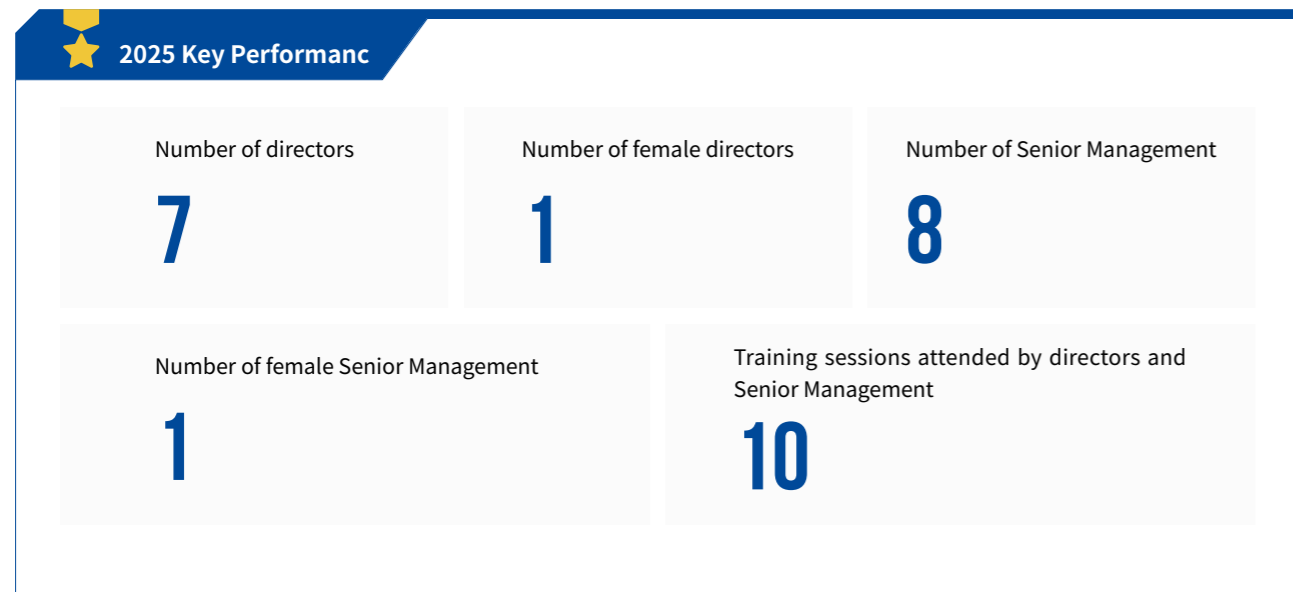 2025 Key Performanc
Number of directors
7
Number of female directors
1
Number of Senior Management
8
Number of female Senior Management
1
Training sessions attended by directors and
Senior Management
10